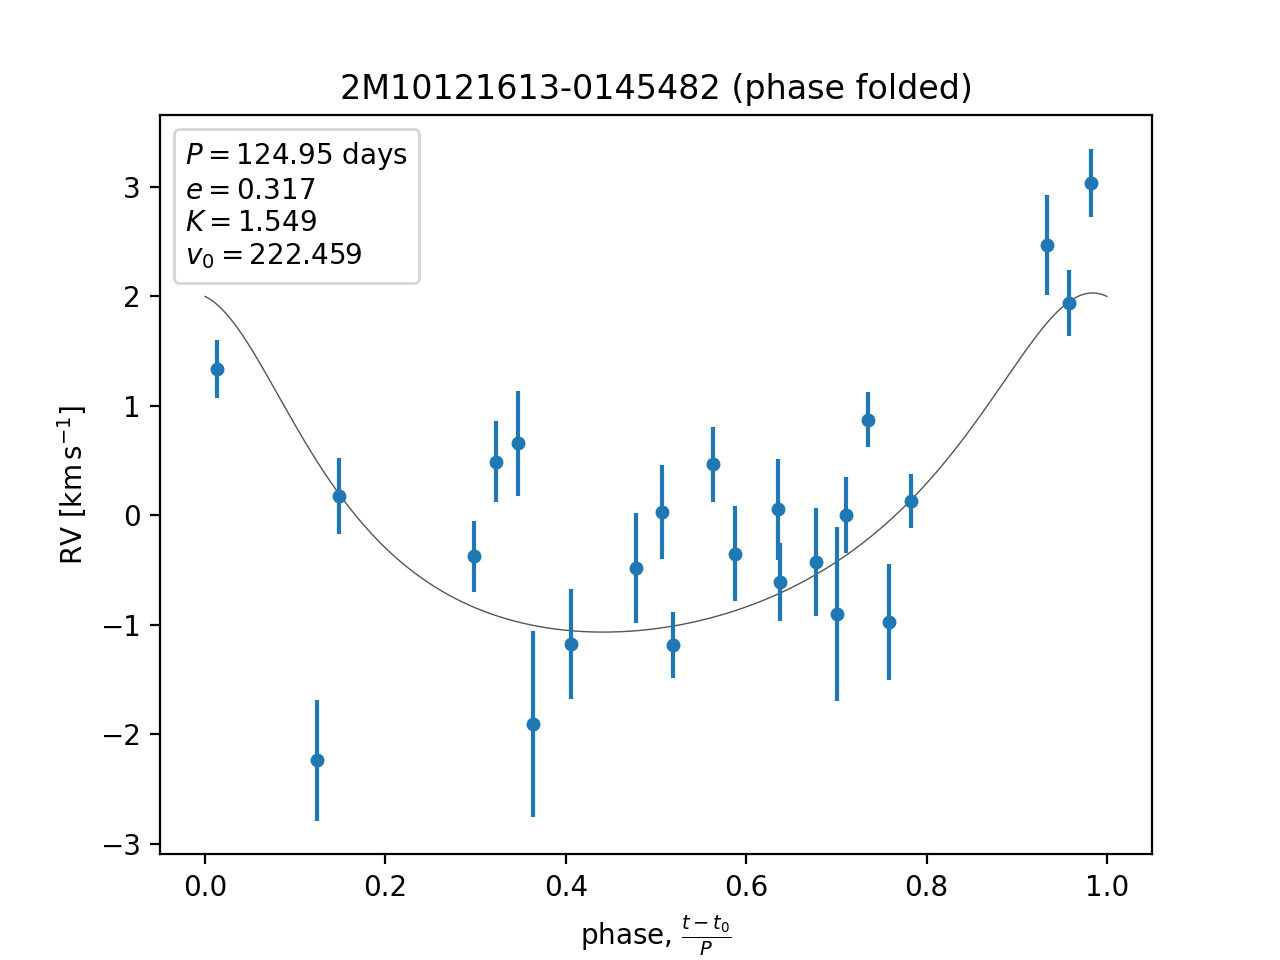 2M10121613-0145482 (phase folded)
P = 124.95 days
e = 0.317
K = 1.549
v₀ = 222.459
3
2
1
0
−1
−2
−3
RV [km s⁻¹]
0.0 0.2 0.4 0.6 0.8 1.0
phase, (t − t₀)/P